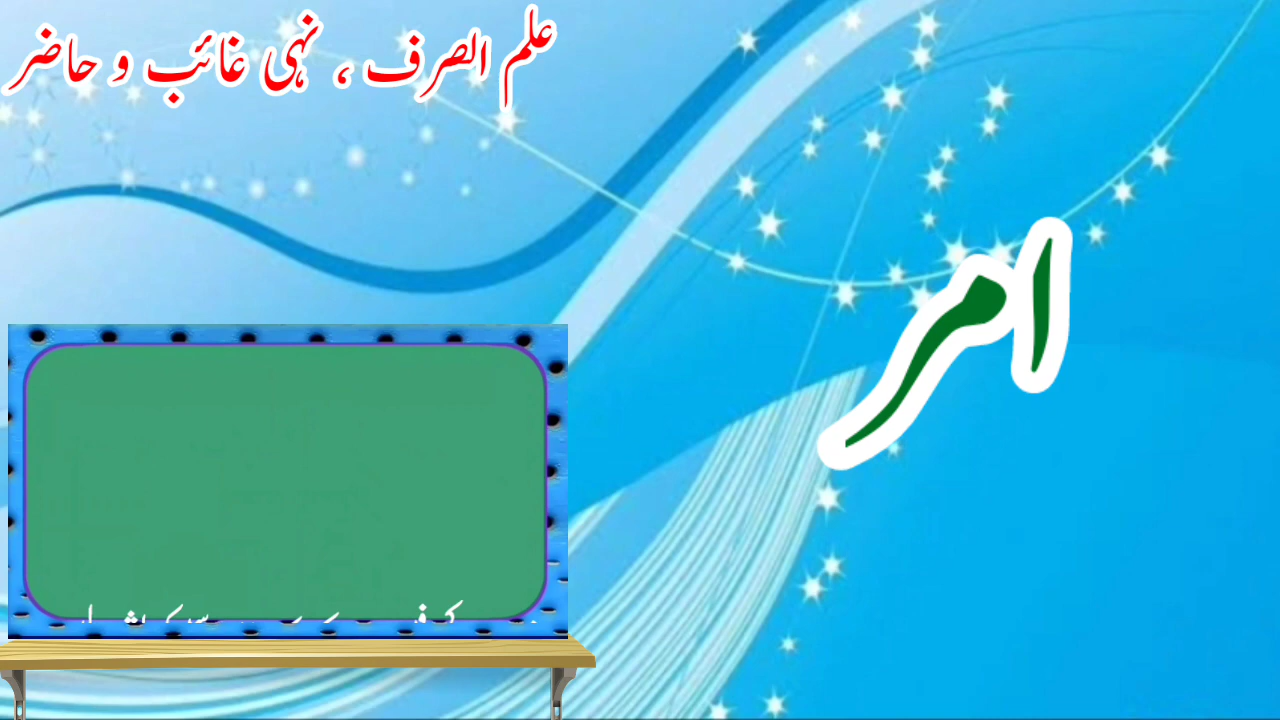 علم الصرف ، نہی غائب و حاضر
امر